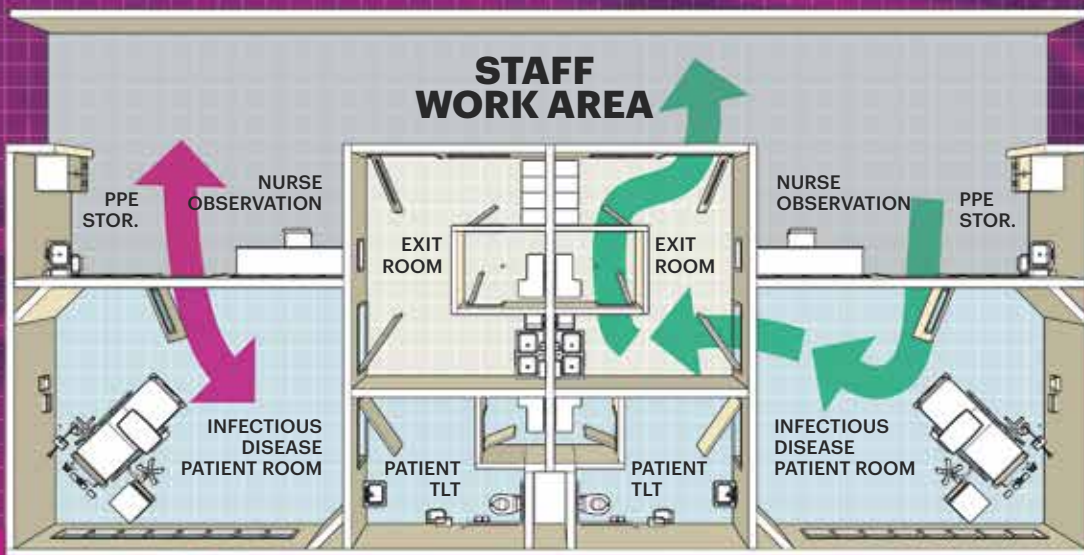 STAFF
WORK AREA
PPE
STOR.
NURSE
OBSERVATION
EXIT
ROOM
EXIT
ROOM
NURSE
OBSERVATION
PPE
STOR.
INFECTIOUS
DISEASE
PATIENT ROOM
PATIENT
TLT
PATIENT
TLT
INFECTIOUS
DISEASE
PATIENT ROOM